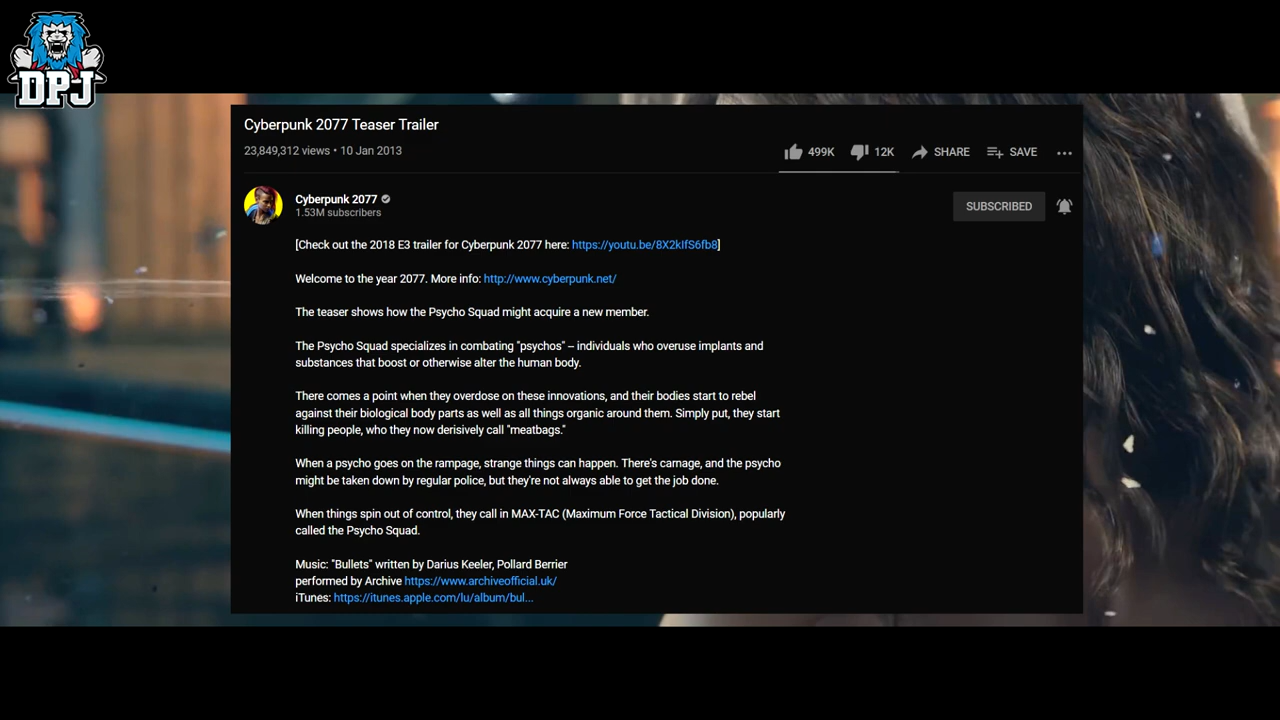 DPJ
Cyberpunk 2077 Teaser Trailer
23,849,312 views • 10 Jan 2013
499K 12K SHARE SAVE
Cyberpunk 2077
1.53M subscribers
SUBSCRIBED
[Check out the 2018 E3 trailer for Cyberpunk 2077 here: https://youtu.be/8X2kIfS6fb8]
Welcome to the year 2077. More info: http://www.cyberpunk.net/
The teaser shows how the Psycho Squad might acquire a new member.
The Psycho Squad specializes in combating "psychos" – individuals who overuse implants and
substances that boost or otherwise alter the human body.
There comes a point when they overdose on these innovations, and their bodies start to rebel
against their biological body parts as well as all things organic around them. Simply put, they start
killing people, who they now derisively call "meatbags."
When a psycho goes on the rampage, strange things can happen. There's carnage, and the psycho
might be taken down by regular police, but they're not always able to get the job done.
When things spin out of control, they call in MAX-TAC (Maximum Force Tactical Division), popularly
called the Psycho Squad.
Music: "Bullets" written by Darius Keeler, Pollard Berrier
performed by Archive https://www.archiveofficial.uk/
iTunes: https://itunes.apple.com/lu/album/bul...